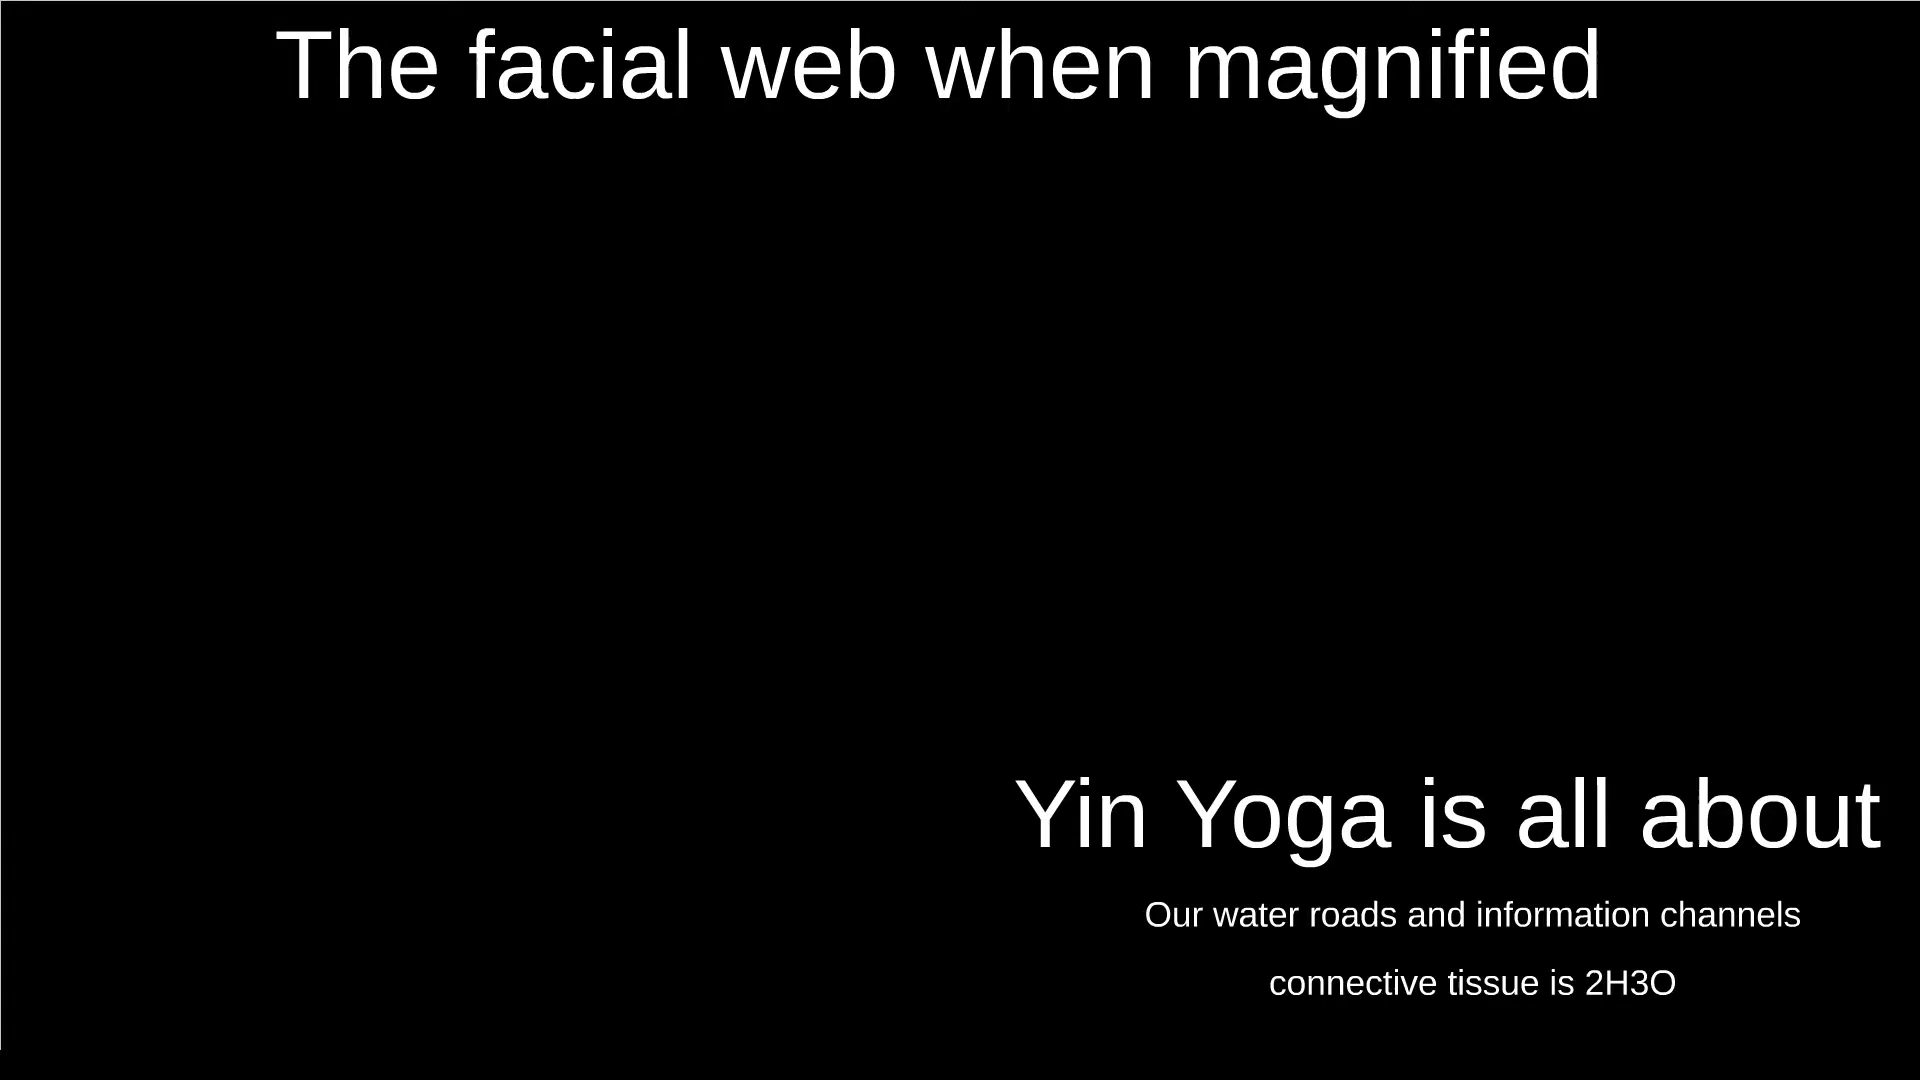 The facial web when magnified
Yin Yoga is all about
Our water roads and information channels
connective tissue is 2H3O